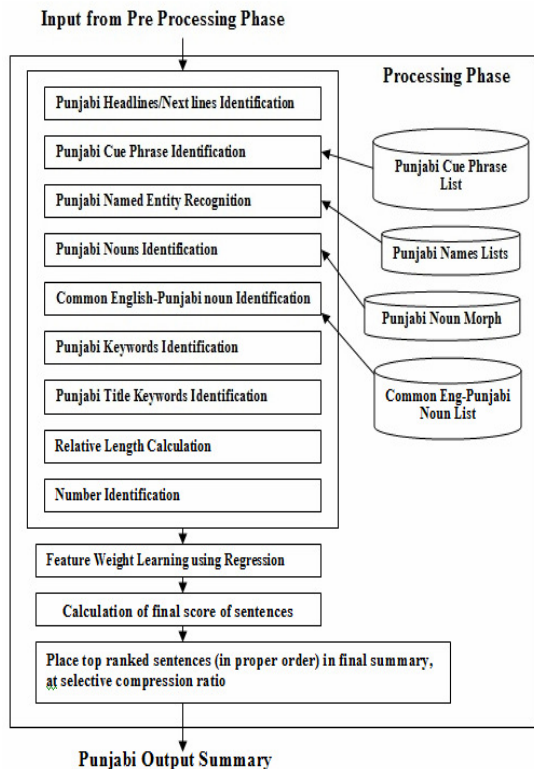 Input from Pre Processing Phase
Processing Phase
Punjabi Headlines/Next lines Identification
Punjabi Cue Phrase Identification
Punjabi Cue Phrase
List
Punjabi Named Entity Recognition
Punjabi Names Lists
Punjabi Nouns Identification
Common English-Punjabi noun Identification
Punjabi Noun Morph
Punjabi Keywords Identification
Punjabi Title Keywords Identification
Common Eng-Punjabi
Noun List
Relative Length Calculation
Number Identification
Feature Weight Learning using Regression
Calculation of final score of sentences
Place top ranked sentences (in proper order) in final summary,
at selective compression ratio
Punjabi Output Summary